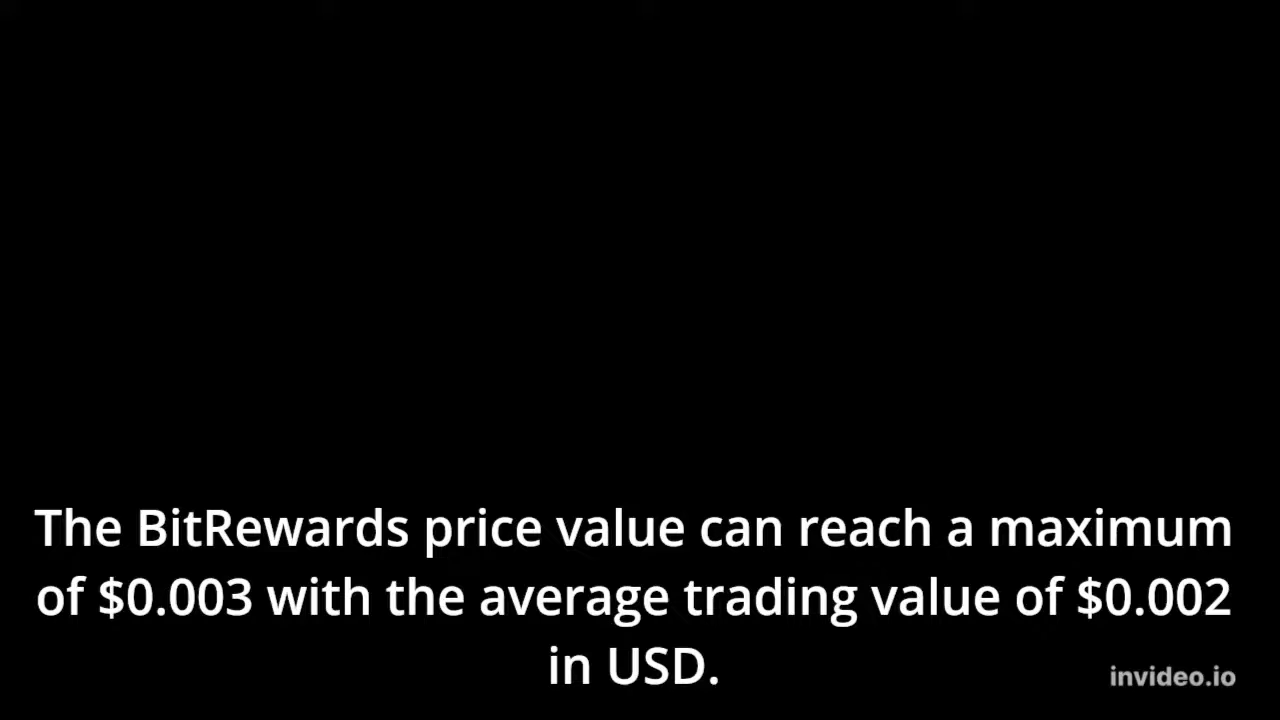 The BitRewards price value can reach a maximum
of $0.003 with the average trading value of $0.002
in USD.
invideo.io